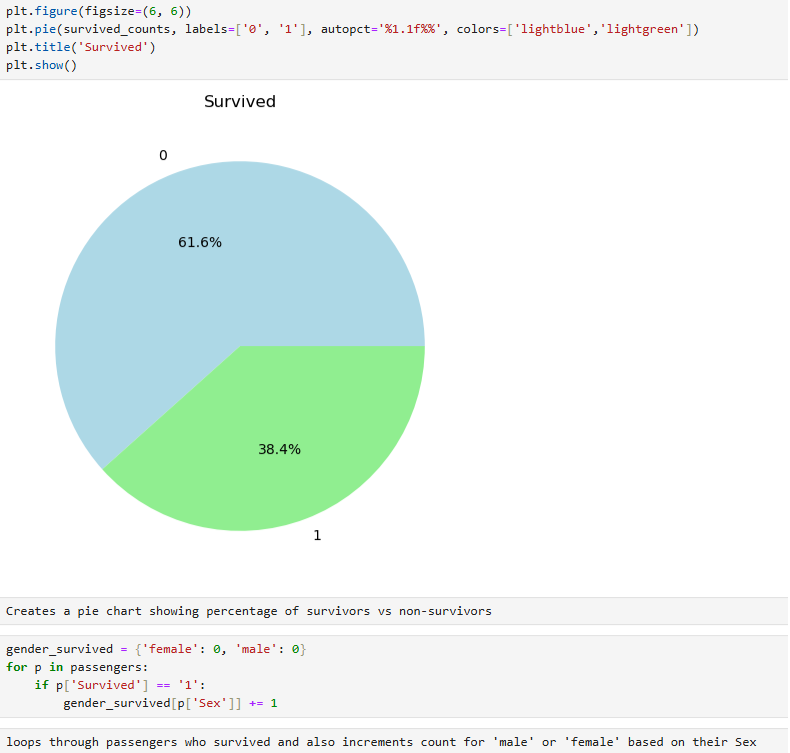 plt.figure(figsize=(6, 6))
plt.pie(survived_counts, labels=['0', '1'], autopct='%1.1f%%', colors=['lightblue','lightgreen'])
plt.title('Survived')
plt.show()
Survived
0
61.6%
38.4%
1
Creates a pie chart showing percentage of survivors vs non-survivors
gender_survived = {'female': 0, 'male': 0}
for p in passengers:
    if p['Survived'] == '1':
        gender_survived[p['Sex']] += 1
loops through passengers who survived and also increments count for 'male' or 'female' based on their Sex